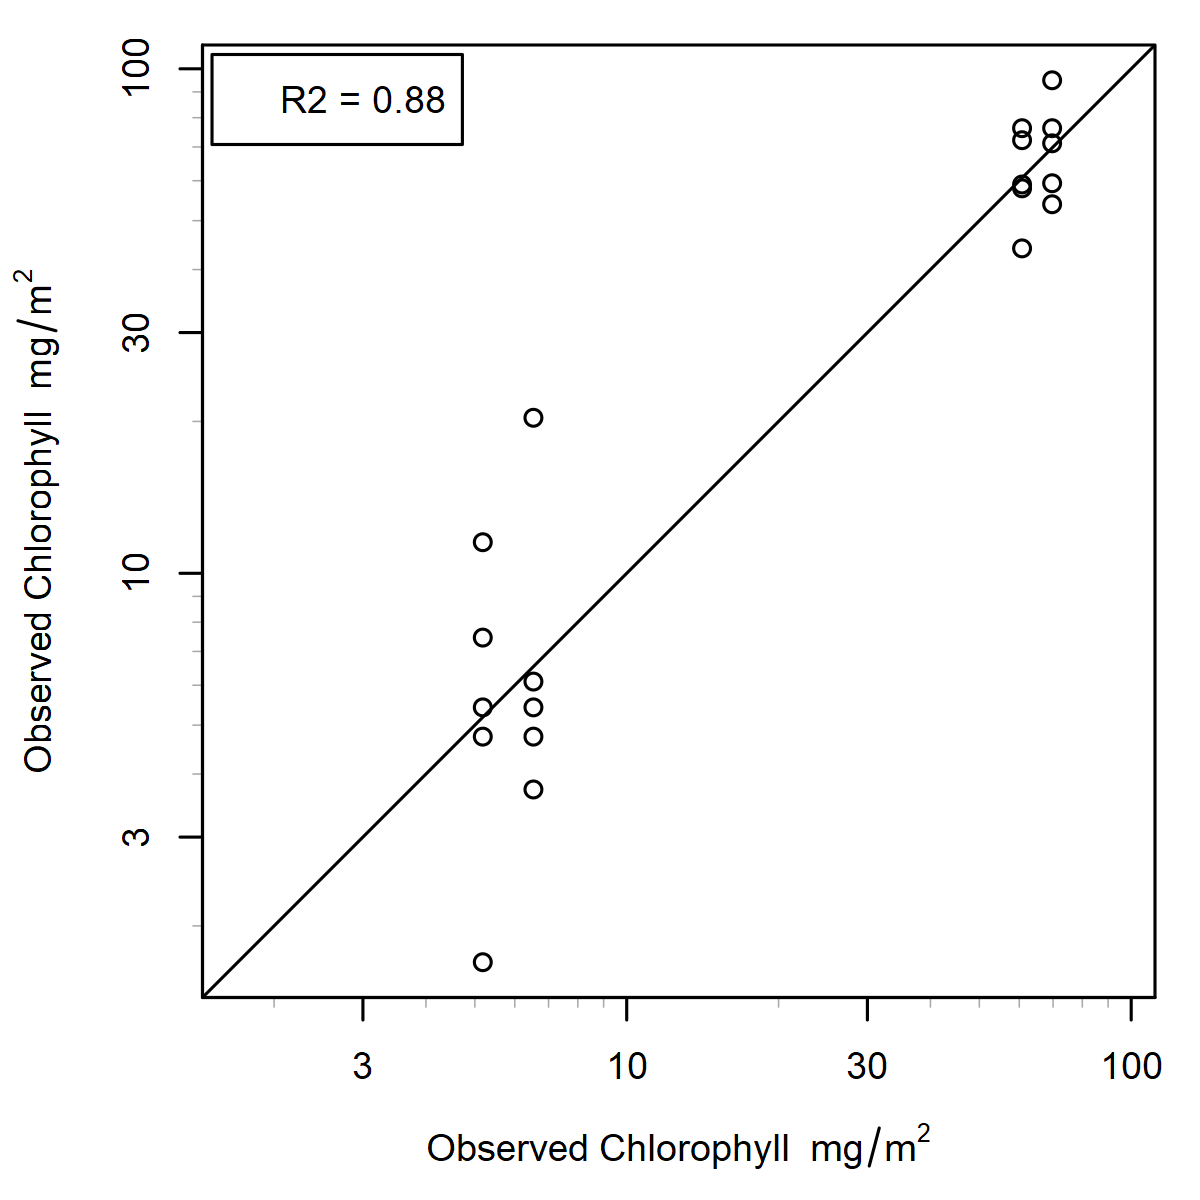 R2 = 0.88
100
30
10
3
Observed Chlorophyll mg/m²
3 10 30 100
Observed Chlorophyll mg/m²